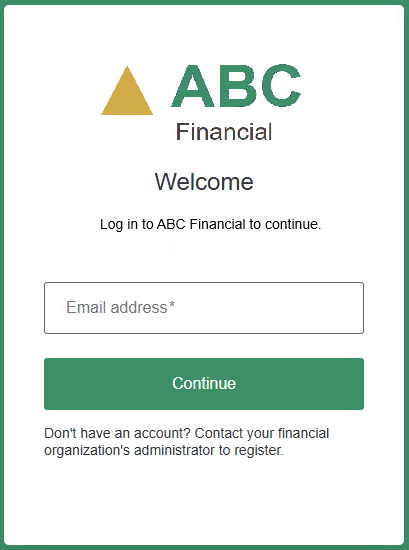 ABC
Financial
Welcome
Log in to ABC Financial to continue.
Email address*
Continue
Don't have an account? Contact your financial
organization's administrator to register.